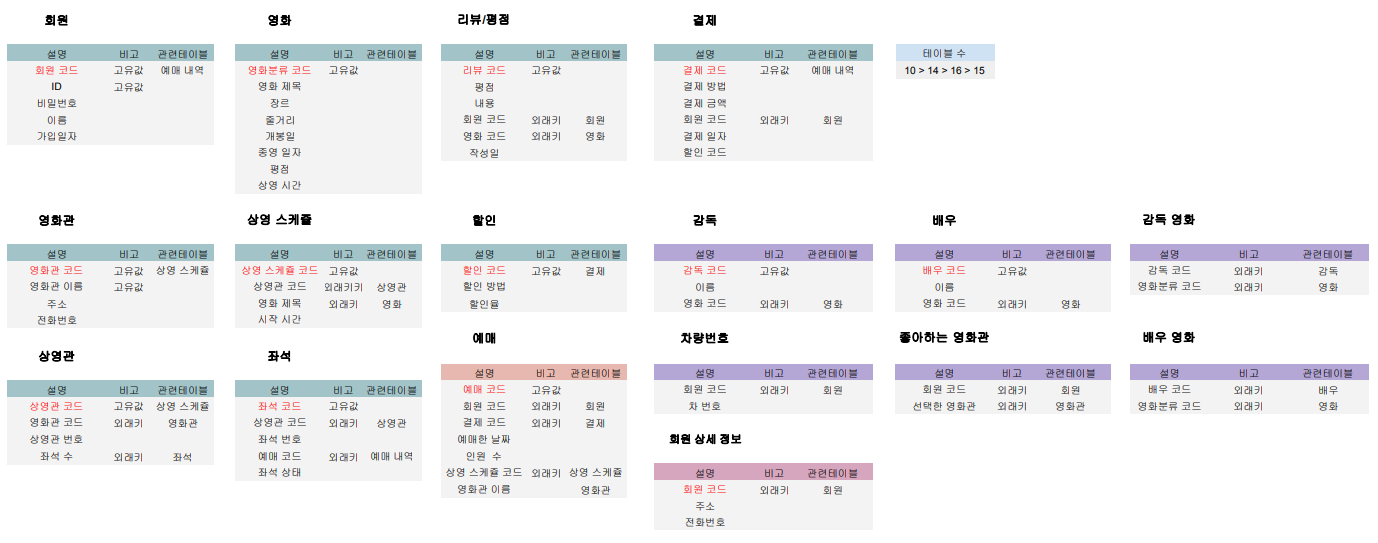 회원
설명 비고 관련테이블
회원 코드 고유값 예매 내역
ID 고유값
비밀번호
이름
가입일자
영화
설명 비고 관련테이블
영화분류 코드 고유값
영화 제목
장르
줄거리
개봉일
종영 일자
평점
상영 시간
리뷰/평점
설명 비고 관련테이블
리뷰 코드 고유값
평점
내용
회원 코드 외래키 회원
영화 코드 외래키 영화
작성일
결제
설명 비고 관련테이블
결제 코드 고유값 예매 내역
결제 방법
결제 금액
회원 코드 외래키 회원
결제 일자
할인 코드
테이블 수
10 > 14 > 16 > 15
영화관
설명 비고 관련테이블
영화관 코드 고유값 상영 스케쥴
영화관 이름 고유값
주소
전화번호
상영 스케쥴
설명 비고 관련테이블
상영 스케쥴 코드 고유값
상영관 코드 외래키키 상영관
영화 제목 외래키 영화
시작 시간
할인
설명 비고 관련테이블
할인 코드 고유값 결제
할인 방법
할인율
감독
설명 비고 관련테이블
감독 코드 고유값
이름
영화 코드 외래키 영화
배우
설명 비고 관련테이블
배우 코드 고유값
이름
영화 코드 외래키 영화
감독 영화
설명 비고 관련테이블
감독 코드 외래키 감독
영화분류 코드 외래키 영화
상영관
설명 비고 관련테이블
상영관 코드 고유값 상영 스케쥴
영화관 코드 외래키 영화관
상영관 번호
좌석 수 외래키 좌석
좌석
설명 비고 관련테이블
좌석 코드 고유값
상영관 코드 외래키 상영관
좌석 번호
예매 코드 외래키 예매 내역
좌석 상태
예매
설명 비고 관련테이블
예매 코드 고유값
회원 코드 외래키 회원
결제 코드 외래키 결제
예매한 날짜
인원 수
상영 스케쥴 코드 외래키 상영 스케쥴
영화관 이름 영화관
차량번호
설명 비고 관련테이블
회원 코드 외래키 회원
차 번호
좋아하는 영화관
설명 비고 관련테이블
회원 코드 외래키 회원
선택한 영화관 외래키 영화관
배우 영화
설명 비고 관련테이블
배우 코드 외래키 배우
영화분류 코드 외래키 영화
회원 상세 정보
설명 비고 관련테이블
회원 코드 외래키 회원
주소
전화번호